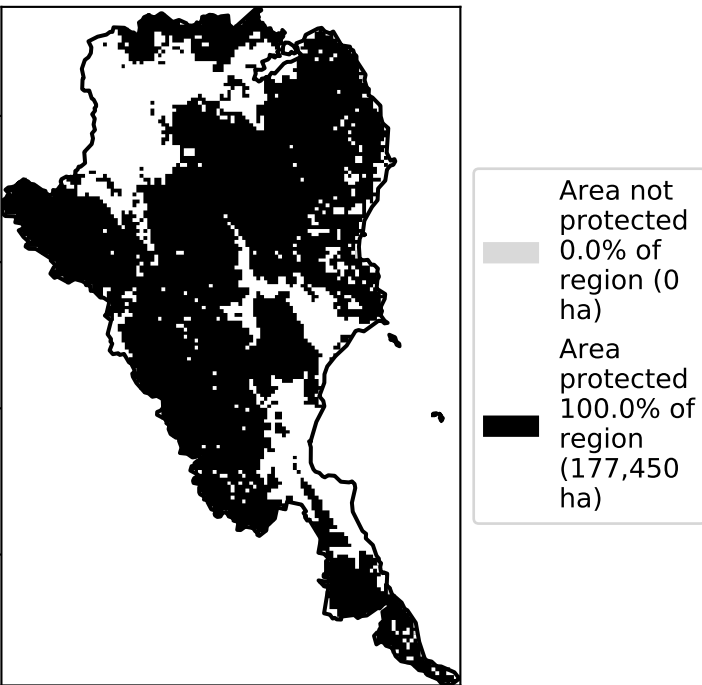 Area not
protected
0.0% of
region (0
ha)
Area
protected
100.0% of
region
(177,450
ha)